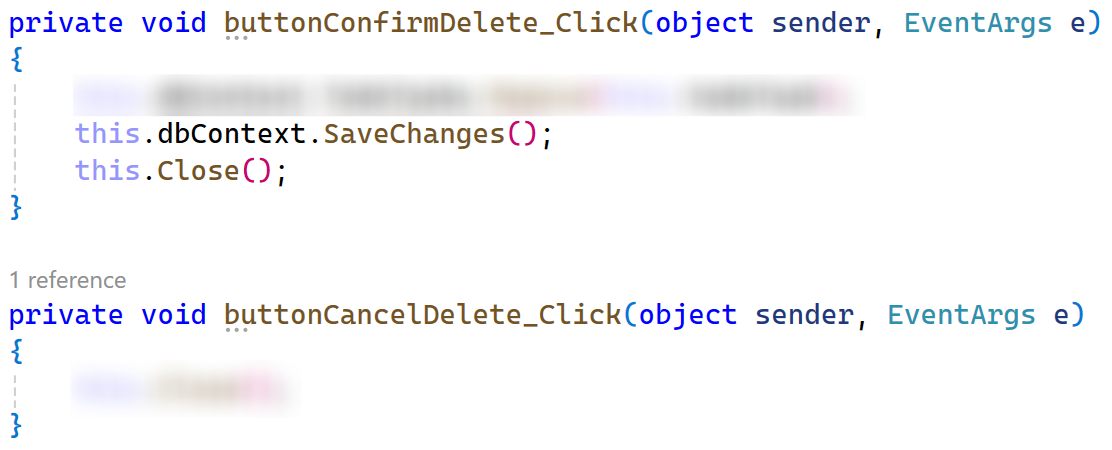 private void buttonConfirmDelete_Click(object sender, EventArgs e)
{
this.dbContext.SaveChanges();
this.Close();
}
1 reference
private void buttonCancelDelete_Click(object sender, EventArgs e)
{
}